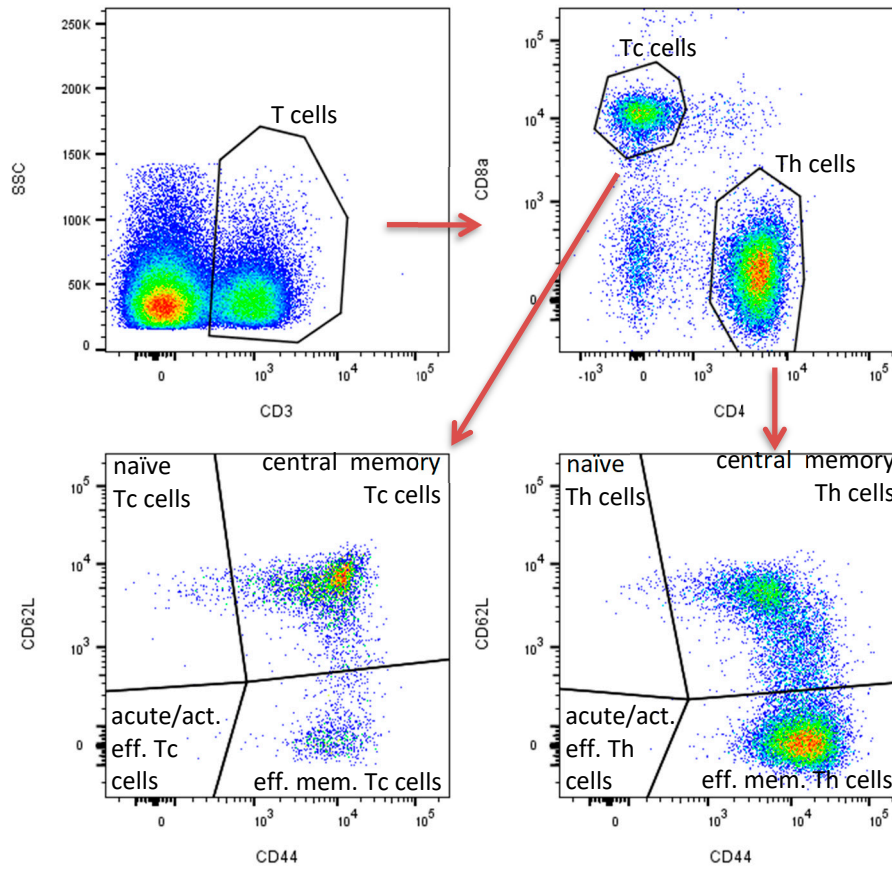 250K
200K
150K
100K
50K
0
SSC
T cells
0
10³
10⁴
10⁵
CD3
10⁵
10⁴
10³
0
CD8a
Tc cells
Th cells
-10³
0
10⁴
10⁵
CD4
10⁵
10⁴
10³
0
CD62L
naïve
Tc cells
central memory
Tc cells
acute/act.
eff. Tc
cells
eff. mem. Tc cells
0
10³
10⁴
10⁵
CD44
10⁵
10⁴
10³
0
CD62L
naïve
Th cells
central memory
Th cells
acute/act.
eff. Th
cells
eff. mem. Th cells
0
10³
10⁴
10⁵
CD44